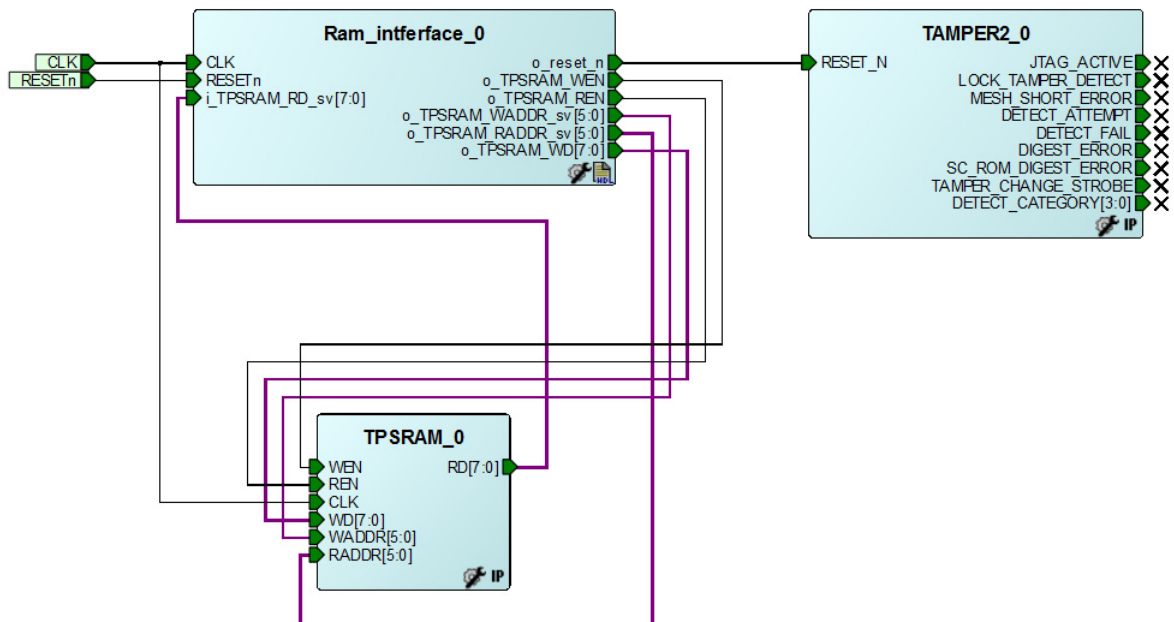 Ram_intferface_0
TAMPER2_0
CLK
RESETn
CLK
RESETn
i_TPSRAM_RD_sv[7:0]
o_reset_n
o_TPSRAM_WEN
o_TPSRAM_REN
o_TPSRAM_WADDR_sv[5:0]
o_TPSRAM_RADDR_sv[5:0]
o_TPSRAM_WD[7:0]
HDL
RESET_N
JTAG_ACTIVE
LOCK_TAMPER_DETECT
MESH_SHORT_ERROR
DETECT_ATTEMPT
DETECT_FAIL
DIGEST_ERROR
SC_ROM_DIGEST_ERROR
TAMPER_CHANGE_STROBE
DETECT_CATEGORY[3:0]
IP
TPSRAM_0
WEN
REN
CLK
WD[7:0]
WADDR[5:0]
RADDR[5:0]
RD[7:0]
IP